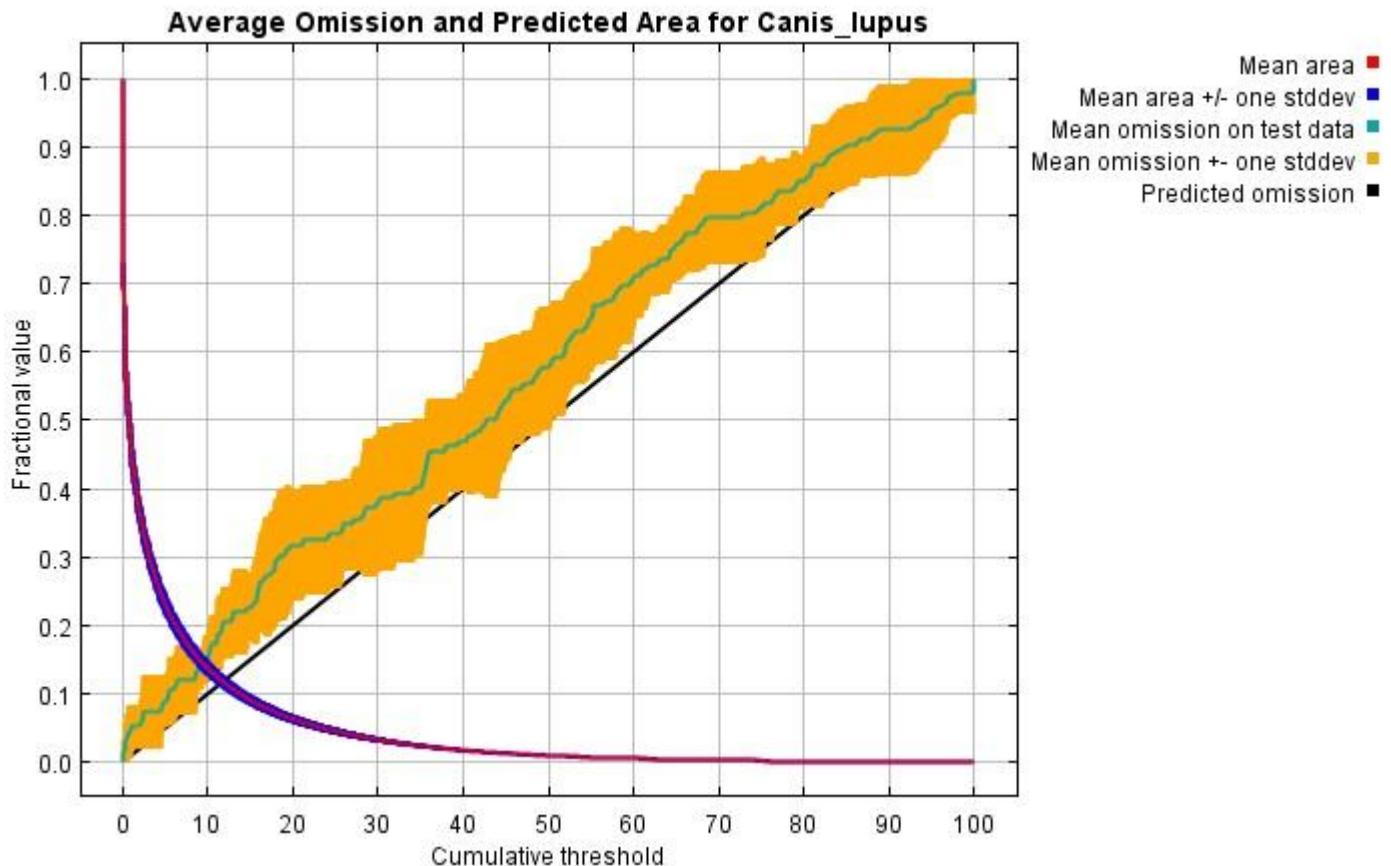 Average Omission and Predicted Area for Canis_lupus
Mean area
Mean area +/- one stddev
Mean omission on test data
Mean omission +- one stddev
Predicted omission
1.0
0.9
0.8
0.7
0.6
0.5
0.4
0.3
0.2
0.1
0.0
Fractional value
0 10 20 30 40 50 60 70 80 90 100
Cumulative threshold